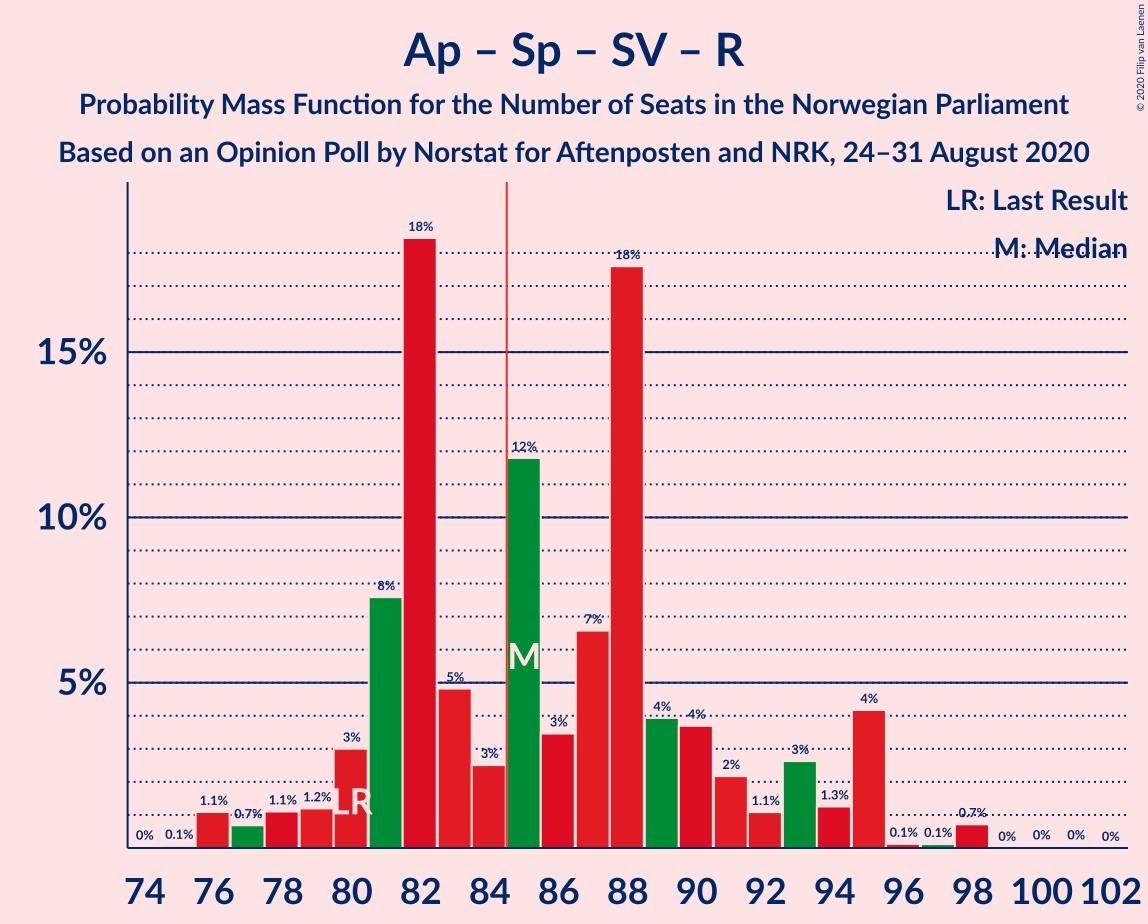 Ap – Sp – SV – R
Probability Mass Function for the Number of Seats in the Norwegian Parliament
Based on an Opinion Poll by Norstat for Aftenposten and NRK, 24–31 August 2020
© 2020 Filip van Laenen
LR: Last Result
M: Median
15%
10%
5%
0% 0.1% 1.1% 0.7% 1.1% 1.2% 3% 8% 18% 5% 3% 12% 3% 7% 18% 4% 4% 2% 1.1% 3% 1.3% 4% 0.1% 0.1% 0.7% 0% 0% 0% 0%
M
LR
74 76 78 80 82 84 86 88 90 92 94 96 98 100 102